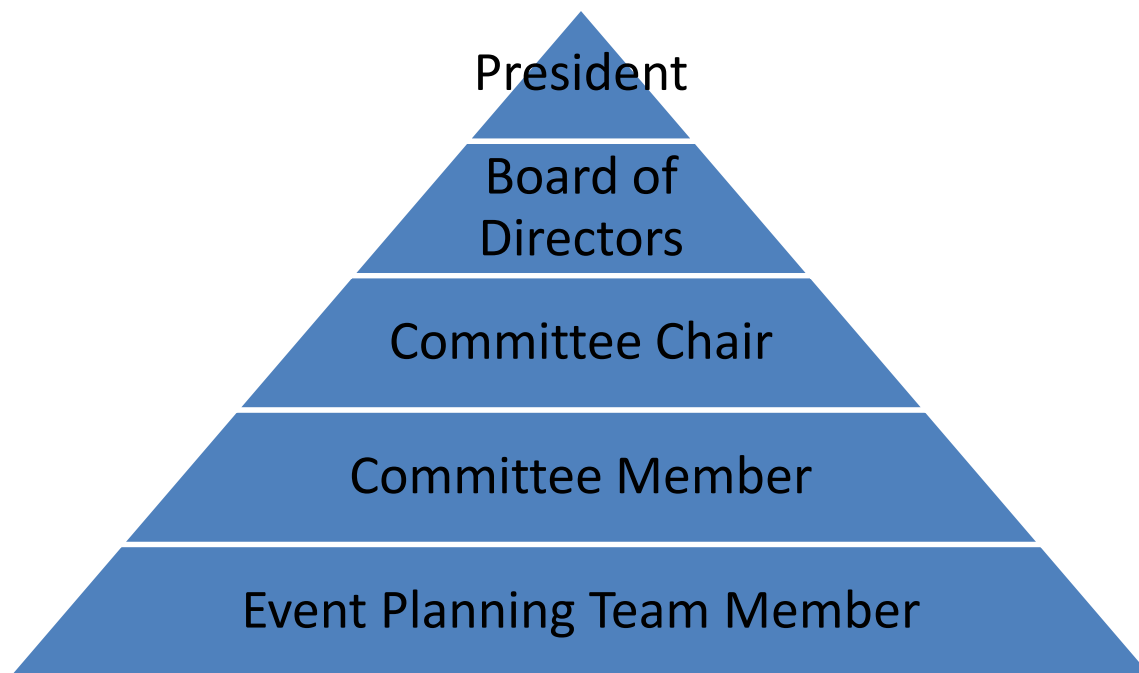 President
Board of
Directors
Committee Chair
Committee Member
Event Planning Team Member